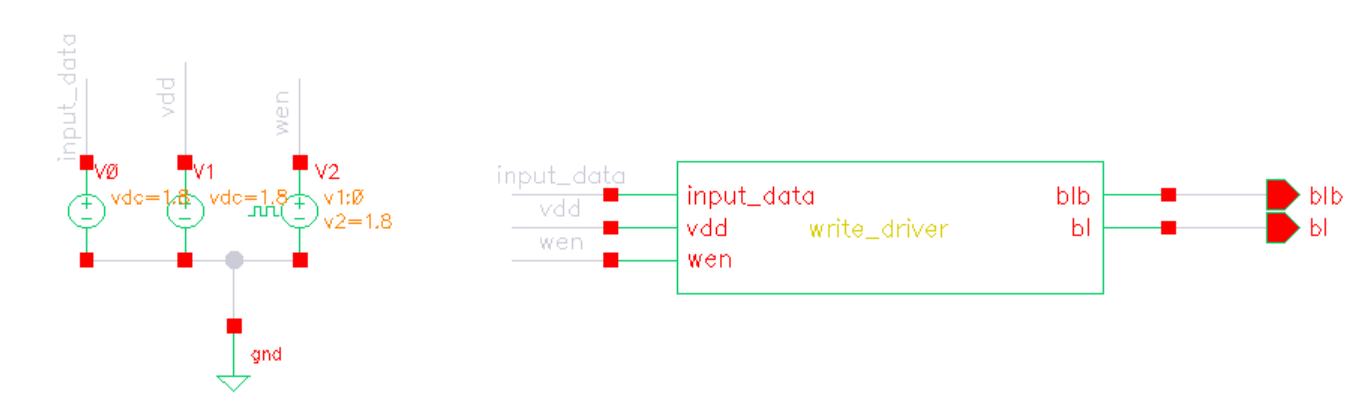 input_data
vdd
wen
V0
vdc=1.8
V1
vdc=1.8
V2
v1:0
v2=1.8
gnd
input_data
vdd
wen
input_data
vdd
wen
write_driver
blb
bl
blb
bl